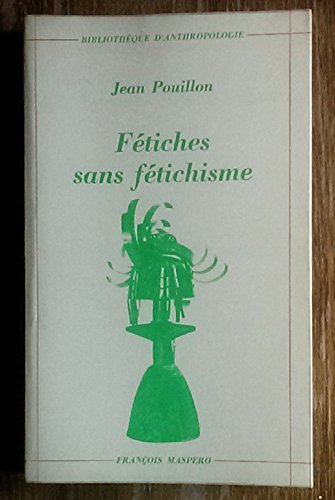 BIBLIOTHÈQUE D'ANTHROPOLOGIE
Jean Pouillon
Fétiches
sans fétichisme
FRANÇOIS MASPERO